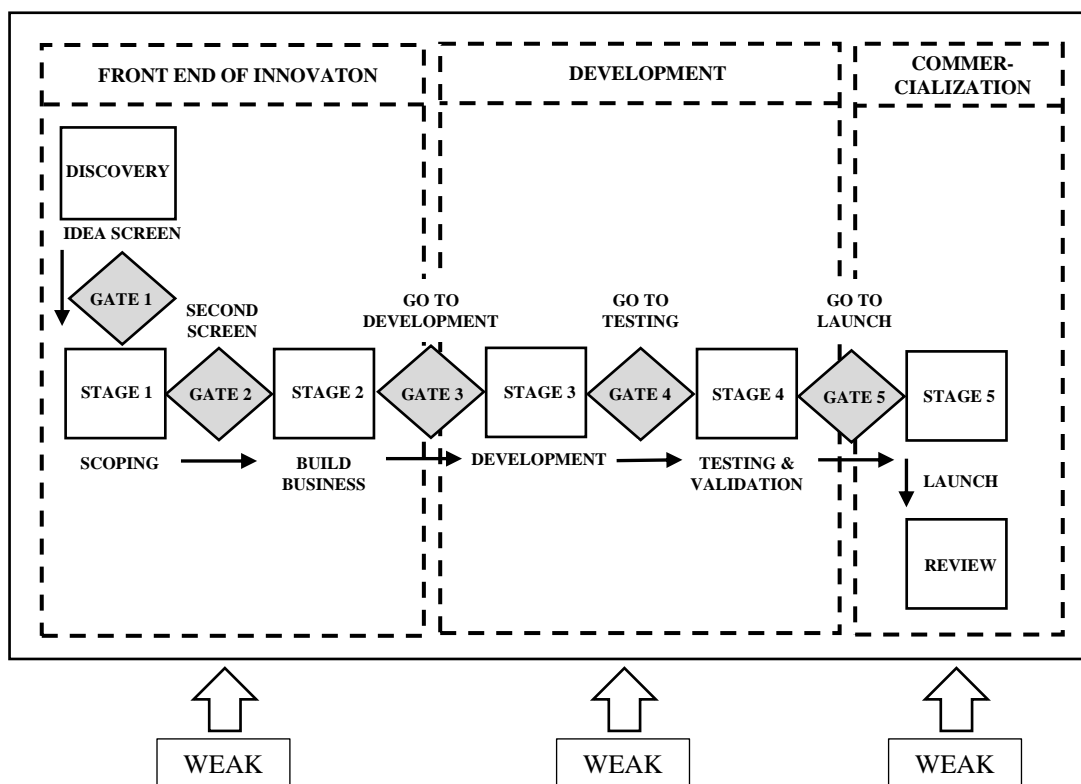 FRONT END OF INNOVATON
DEVELOPMENT
COMMER-
CIALIZATION
DISCOVERY
IDEA SCREEN
GATE 1
SECOND
SCREEN
GO TO
DEVELOPMENT
GO TO
TESTING
GO TO
LAUNCH
STAGE 1
GATE 2
STAGE 2
GATE 3
STAGE 3
GATE 4
STAGE 4
GATE 5
STAGE 5
SCOPING
BUILD
BUSINESS
DEVELOPMENT
TESTING &
VALIDATION
LAUNCH
REVIEW
WEAK
WEAK
WEAK